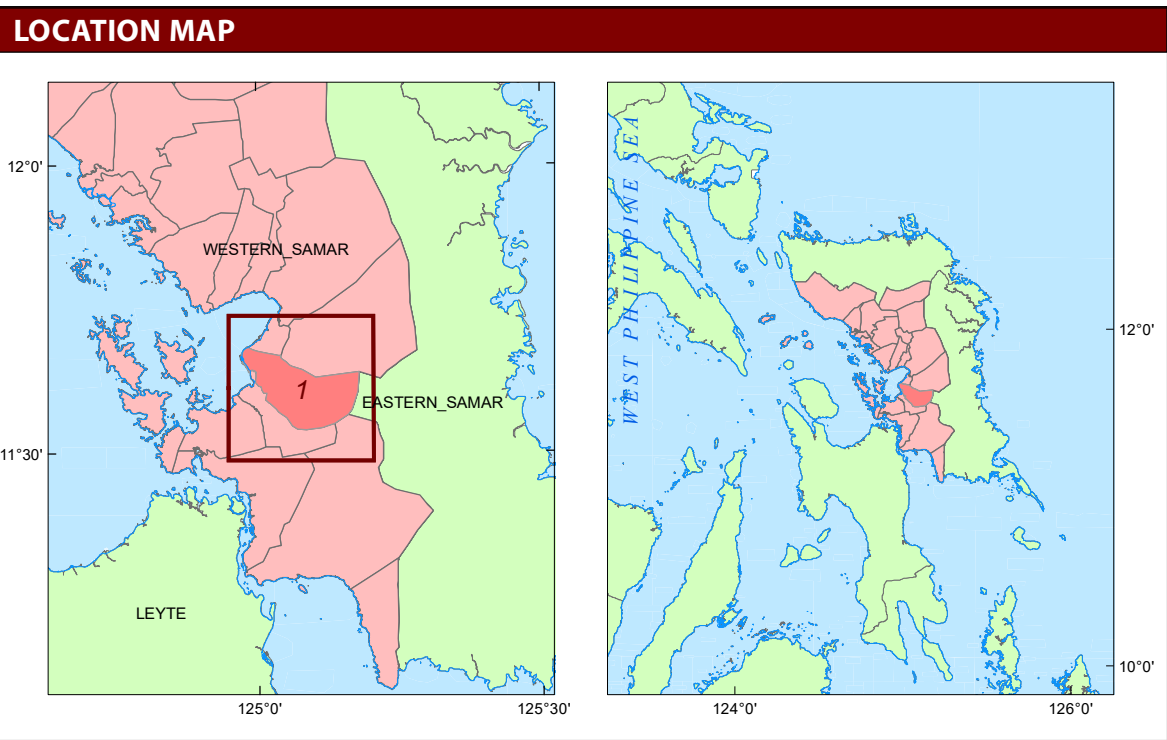 LOCATION MAP
12°0'
WESTERN_SAMAR
1
EASTERN_SAMAR
11°30'
LEYTE
125°0'
125°30'
WEST PHILIPPINE SEA
12°0'
10°0'
124°0'
126°0'